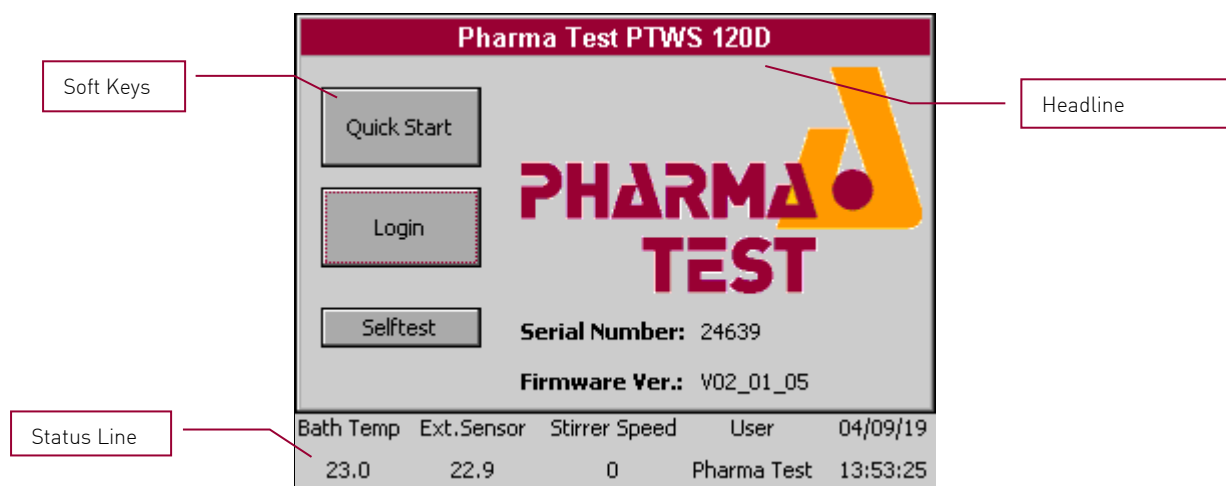 Pharma Test PTWS 120D
Soft Keys
Headline
Quick Start
PHARMA
TEST
Login
Selftest
Serial Number: 24639
Firmware Ver.: V02_01_05
Status Line
Bath Temp Ext.Sensor Stirrer Speed User 04/09/19
23.0 22.9 0 Pharma Test 13:53:25